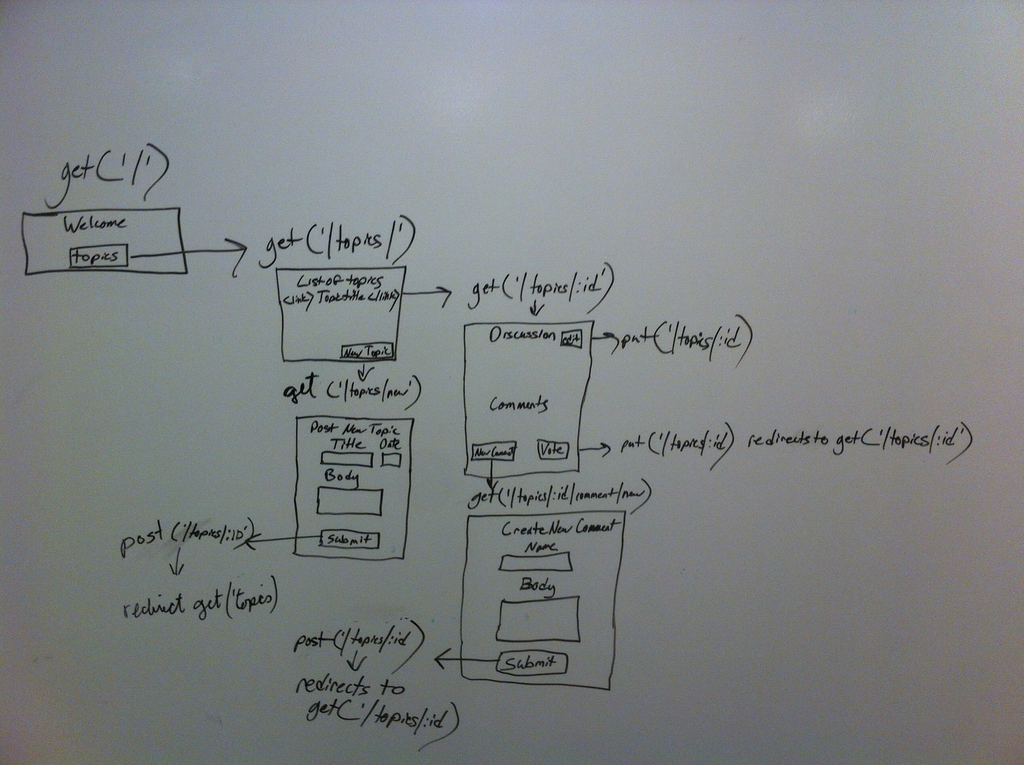 get('/')
Welcome
topics
get('/topics/')
List of topics
<link> Topic title </link>
New Topic
get('/topics/:id')
Discussion edit
put('/topics/:id)
Comments
New Comment Vote
put('/topics/:id) redirects to get('/topics/:id')
get ('/topics/new')
Post New Topic
Title Date
Body
submit
post ('/topics/:ID')
redirect get('topics)
get('/topics/:id/comment/new)
Create New Comment
Name
Body
Submit
post('/topics/:id)
redirects to
get('/topics/:id)